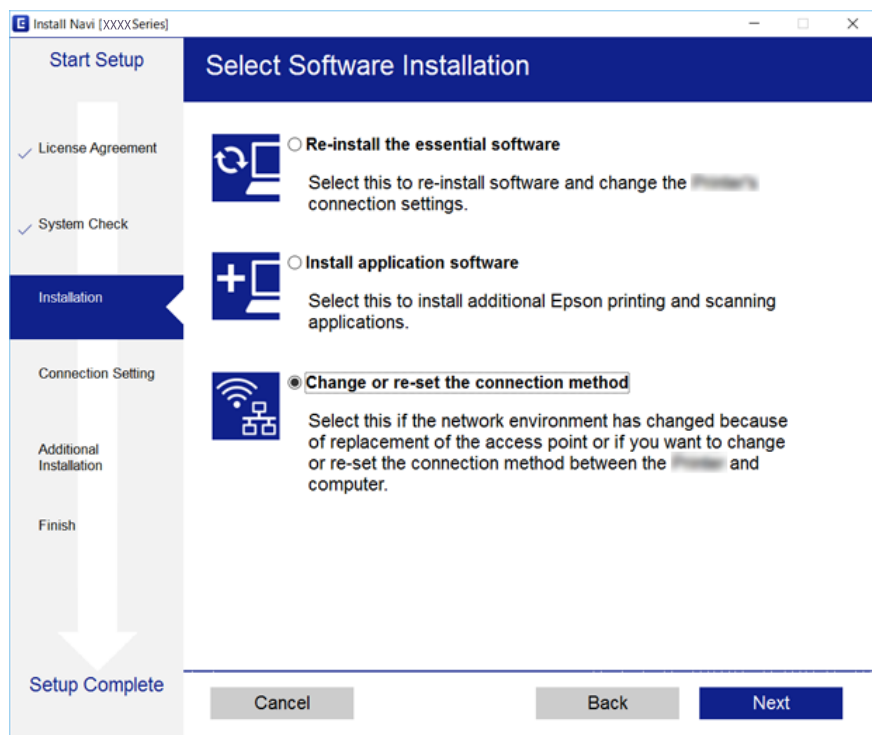 E Install Navi [XXXX Series]
Start Setup
License Agreement
System Check
Installation
Connection Setting
Additional
Installation
Finish
Setup Complete
Select Software Installation
Re-install the essential software
Select this to re-install software and change the
connection settings.
Install application software
Select this to install additional Epson printing and scanning
applications.
Change or re-set the connection method
Select this if the network environment has changed because
of replacement of the access point or if you want to change
or re-set the connection method between the and
computer.
Cancel
Back
Next